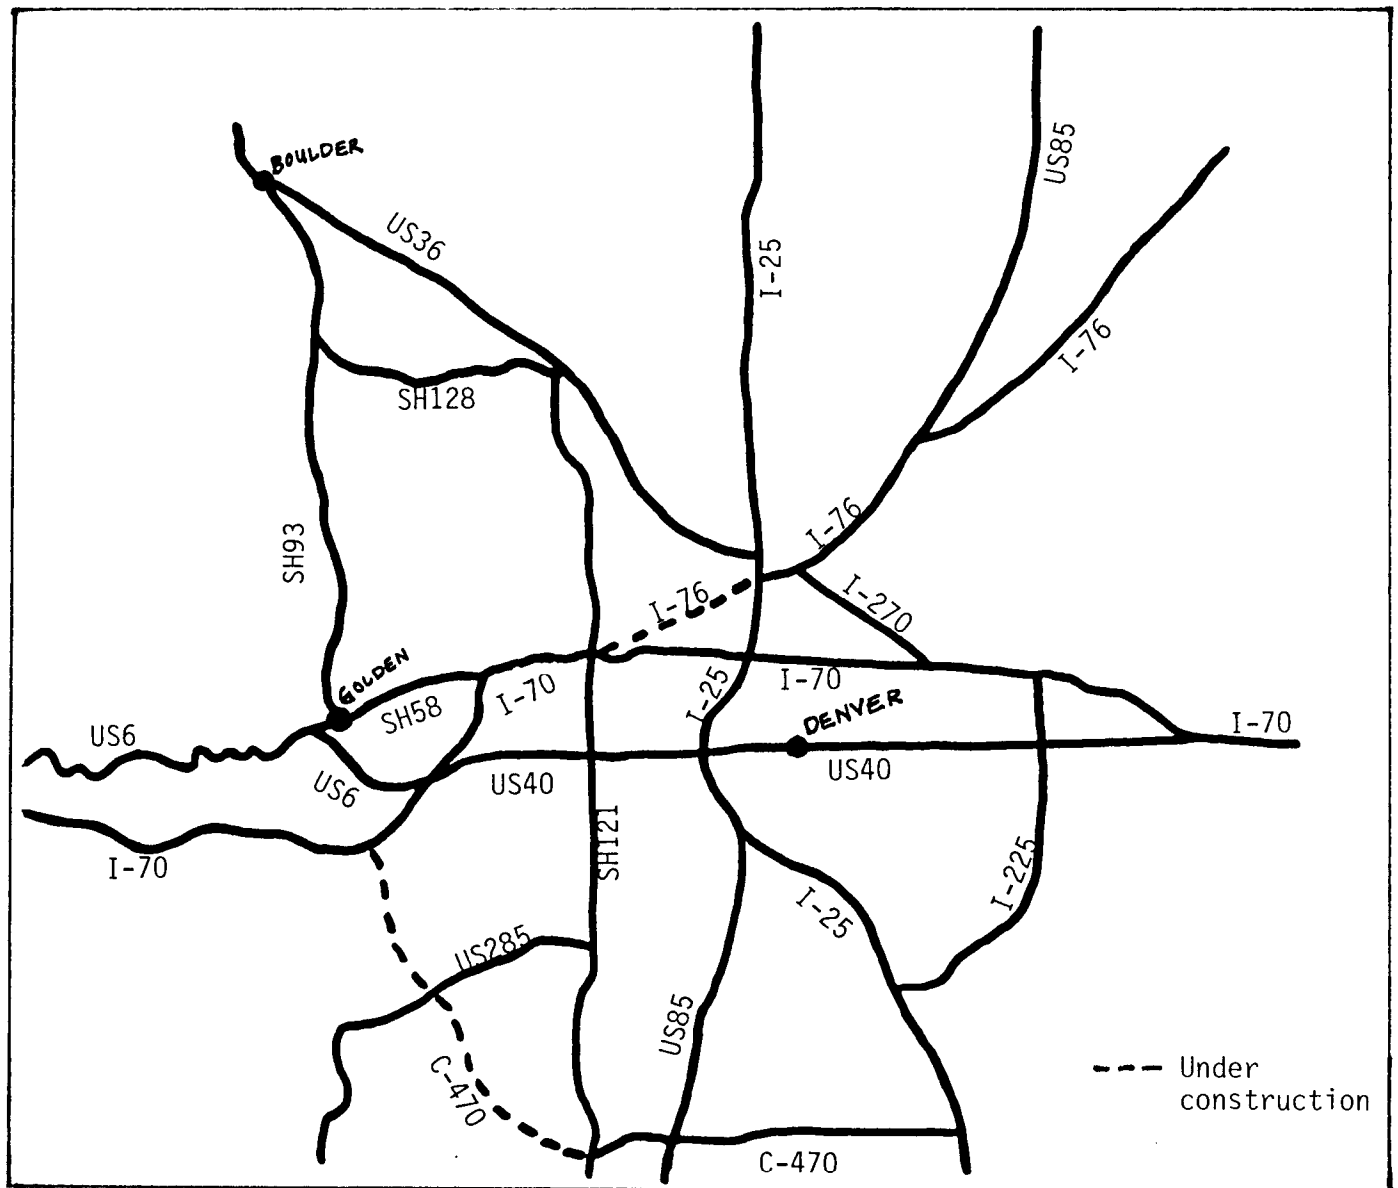 BOULDER
US85
US36
I-25
I-76
SH128
I-76
SH93
I-76
I-270
GOLDEN
I-70
I-70
SH58
I-25
DENVER
US6
I-70
US6
US40
US40
SH121
I-70
I-225
I-25
US285
US85
C-470
Under
construction
C-470